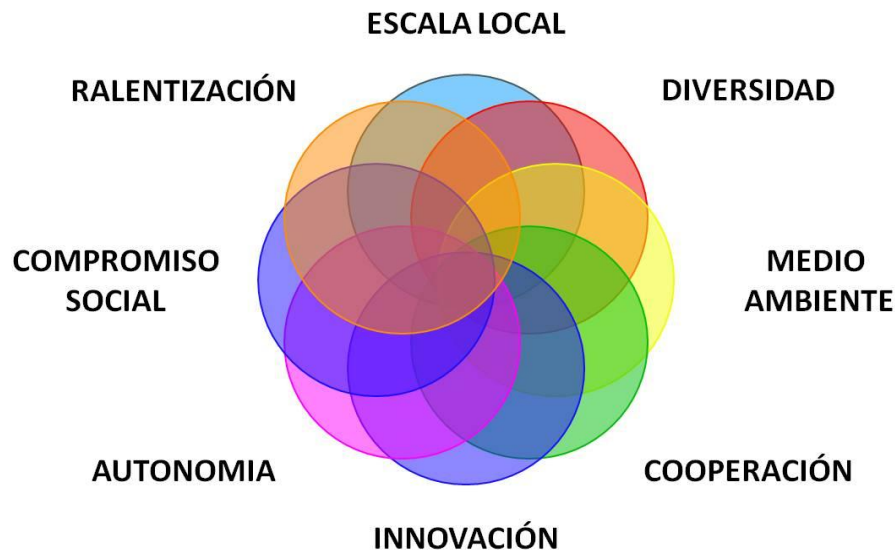 ESCALA LOCAL
RALENTIZACIÓN
DIVERSIDAD
COMPROMISO
SOCIAL
MEDIO
AMBIENTE
AUTONOMIA
COOPERACIÓN
INNOVACIÓN